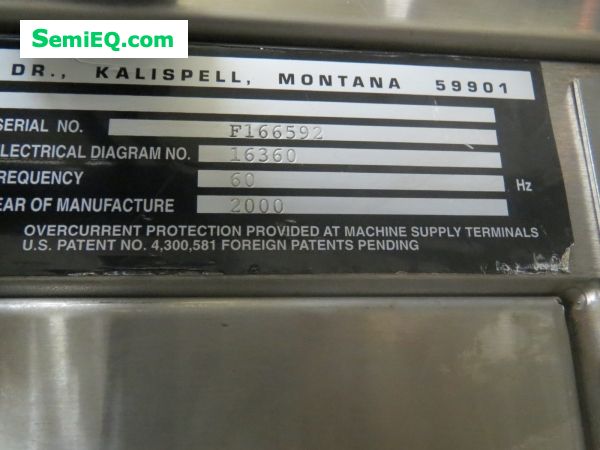 SemiEQ.com
DR., KALISPELL, MONTANA 59901
SERIAL NO. F166592
ELECTRICAL DIAGRAM NO. 16360
FREQUENCY 60 Hz
YEAR OF MANUFACTURE 2000
OVERCURRENT PROTECTION PROVIDED AT MACHINE SUPPLY TERMINALS
U.S. PATENT NO. 4,300,581 FOREIGN PATENTS PENDING